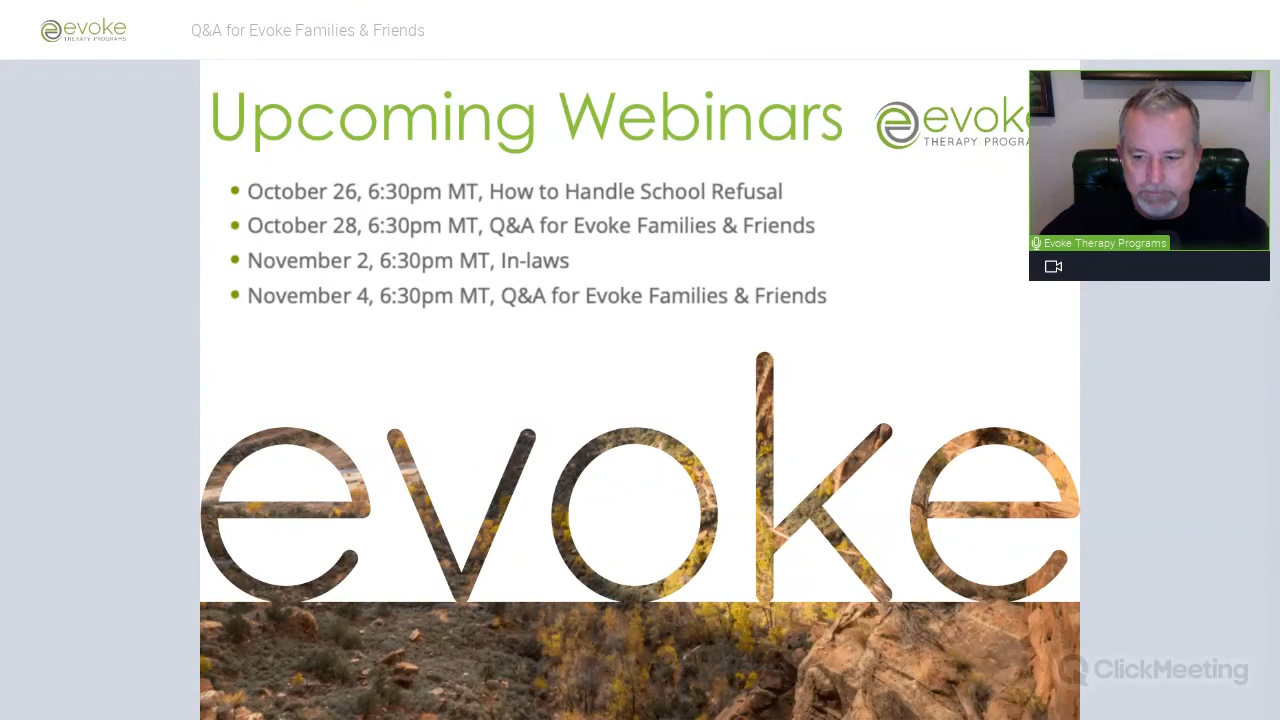 evoke
THERAPY PROGRAMS
Q&A for Evoke Families & Friends
Upcoming Webinars
evoke
THERAPY PROGRA
• October 26, 6:30pm MT, How to Handle School Refusal
• October 28, 6:30pm MT, Q&A for Evoke Families & Friends
• November 2, 6:30pm MT, In-laws
• November 4, 6:30pm MT, Q&A for Evoke Families & Friends
Evoke Therapy Programs
evoke
ClickMeeting